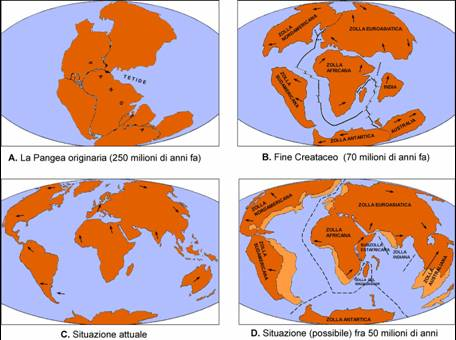 TETIDE
A. La Pangea originaria (250 milioni di anni fa)
ZOLLA
NORDAMERICANA
ZOLLA EUROASIATICA
ZOLLA
AFRICANA
INDIA
ZOLLA
SUDAMERICANA
AUSTRALIA
ZOLLA ANTARTICA
B. Fine Creataceo (70 milioni di anni fa)
C. Situazione attuale
ZOLLA
NORDAMERICANA
ZOLLA EUROASIATICA
ZOLLA
AFRICANA
SUBZOLLA
ESTAFRICANA
ZOLLA
INDIANA
ZOLLA
SUDAMERICANA
ZOLLA
AUSTRALIANA
ZOLLA ANTARTICA
D. Situazione (possibile) fra 50 milioni di anni